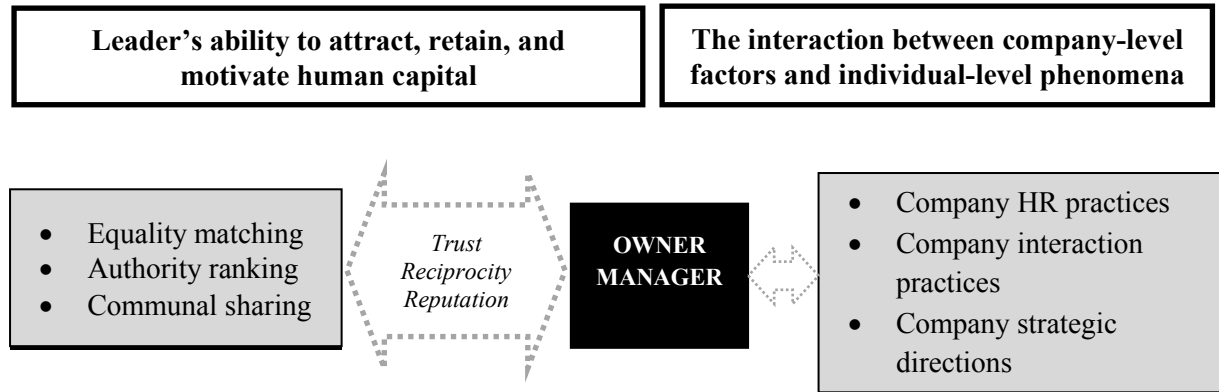 Leader’s ability to attract, retain, and
motivate human capital
The interaction between company-level
factors and individual-level phenomena
• Equality matching
• Authority ranking
• Communal sharing
Trust
Reciprocity
Reputation
OWNER
MANAGER
• Company HR practices
• Company interaction
practices
• Company strategic
directions